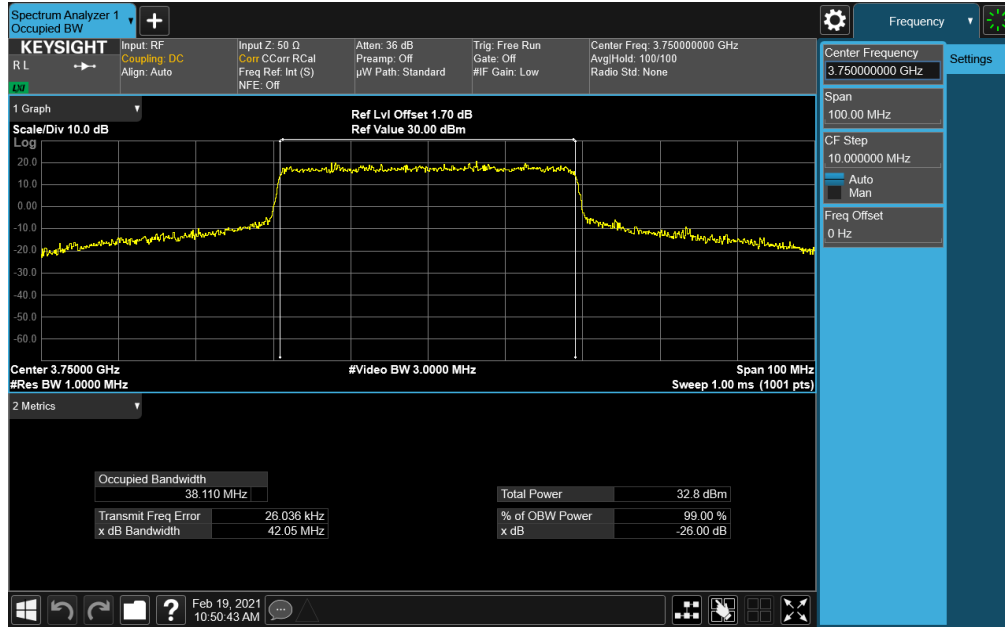 Spectrum Analyzer 1
Occupied BW
Frequency
KEYSIGHT
R L
LXI
Input: RF
Coupling: DC
Align: Auto
Input Z: 50 Ω
Corr CCorr RCal
Freq Ref: Int (S)
NFE: Off
Atten: 36 dB
Preamp: Off
µW Path: Standard
Trig: Free Run
Gate: Off
#IF Gain: Low
Center Freq: 3.750000000 GHz
Avg|Hold: 100/100
Radio Std: None
Center Frequency
3.750000000 GHz
Settings
Span
100.00 MHz
CF Step
10.000000 MHz
Auto
Man
Freq Offset
0 Hz
1 Graph
Scale/Div 10.0 dB
Ref Lvl Offset 1.70 dB
Ref Value 30.00 dBm
Log
20.0
10.0
0.00
-10.0
-20.0
-30.0
-40.0
-50.0
-60.0
Center 3.75000 GHz
#Video BW 3.0000 MHz
Span 100 MHz
#Res BW 1.0000 MHz
Sweep 1.00 ms (1001 pts)
2 Metrics
Occupied Bandwidth
38.110 MHz
Total Power 32.8 dBm
Transmit Freq Error 26.036 kHz
% of OBW Power 99.00 %
x dB Bandwidth 42.05 MHz
x dB -26.00 dB
?
Feb 19, 2021
10:50:43 AM